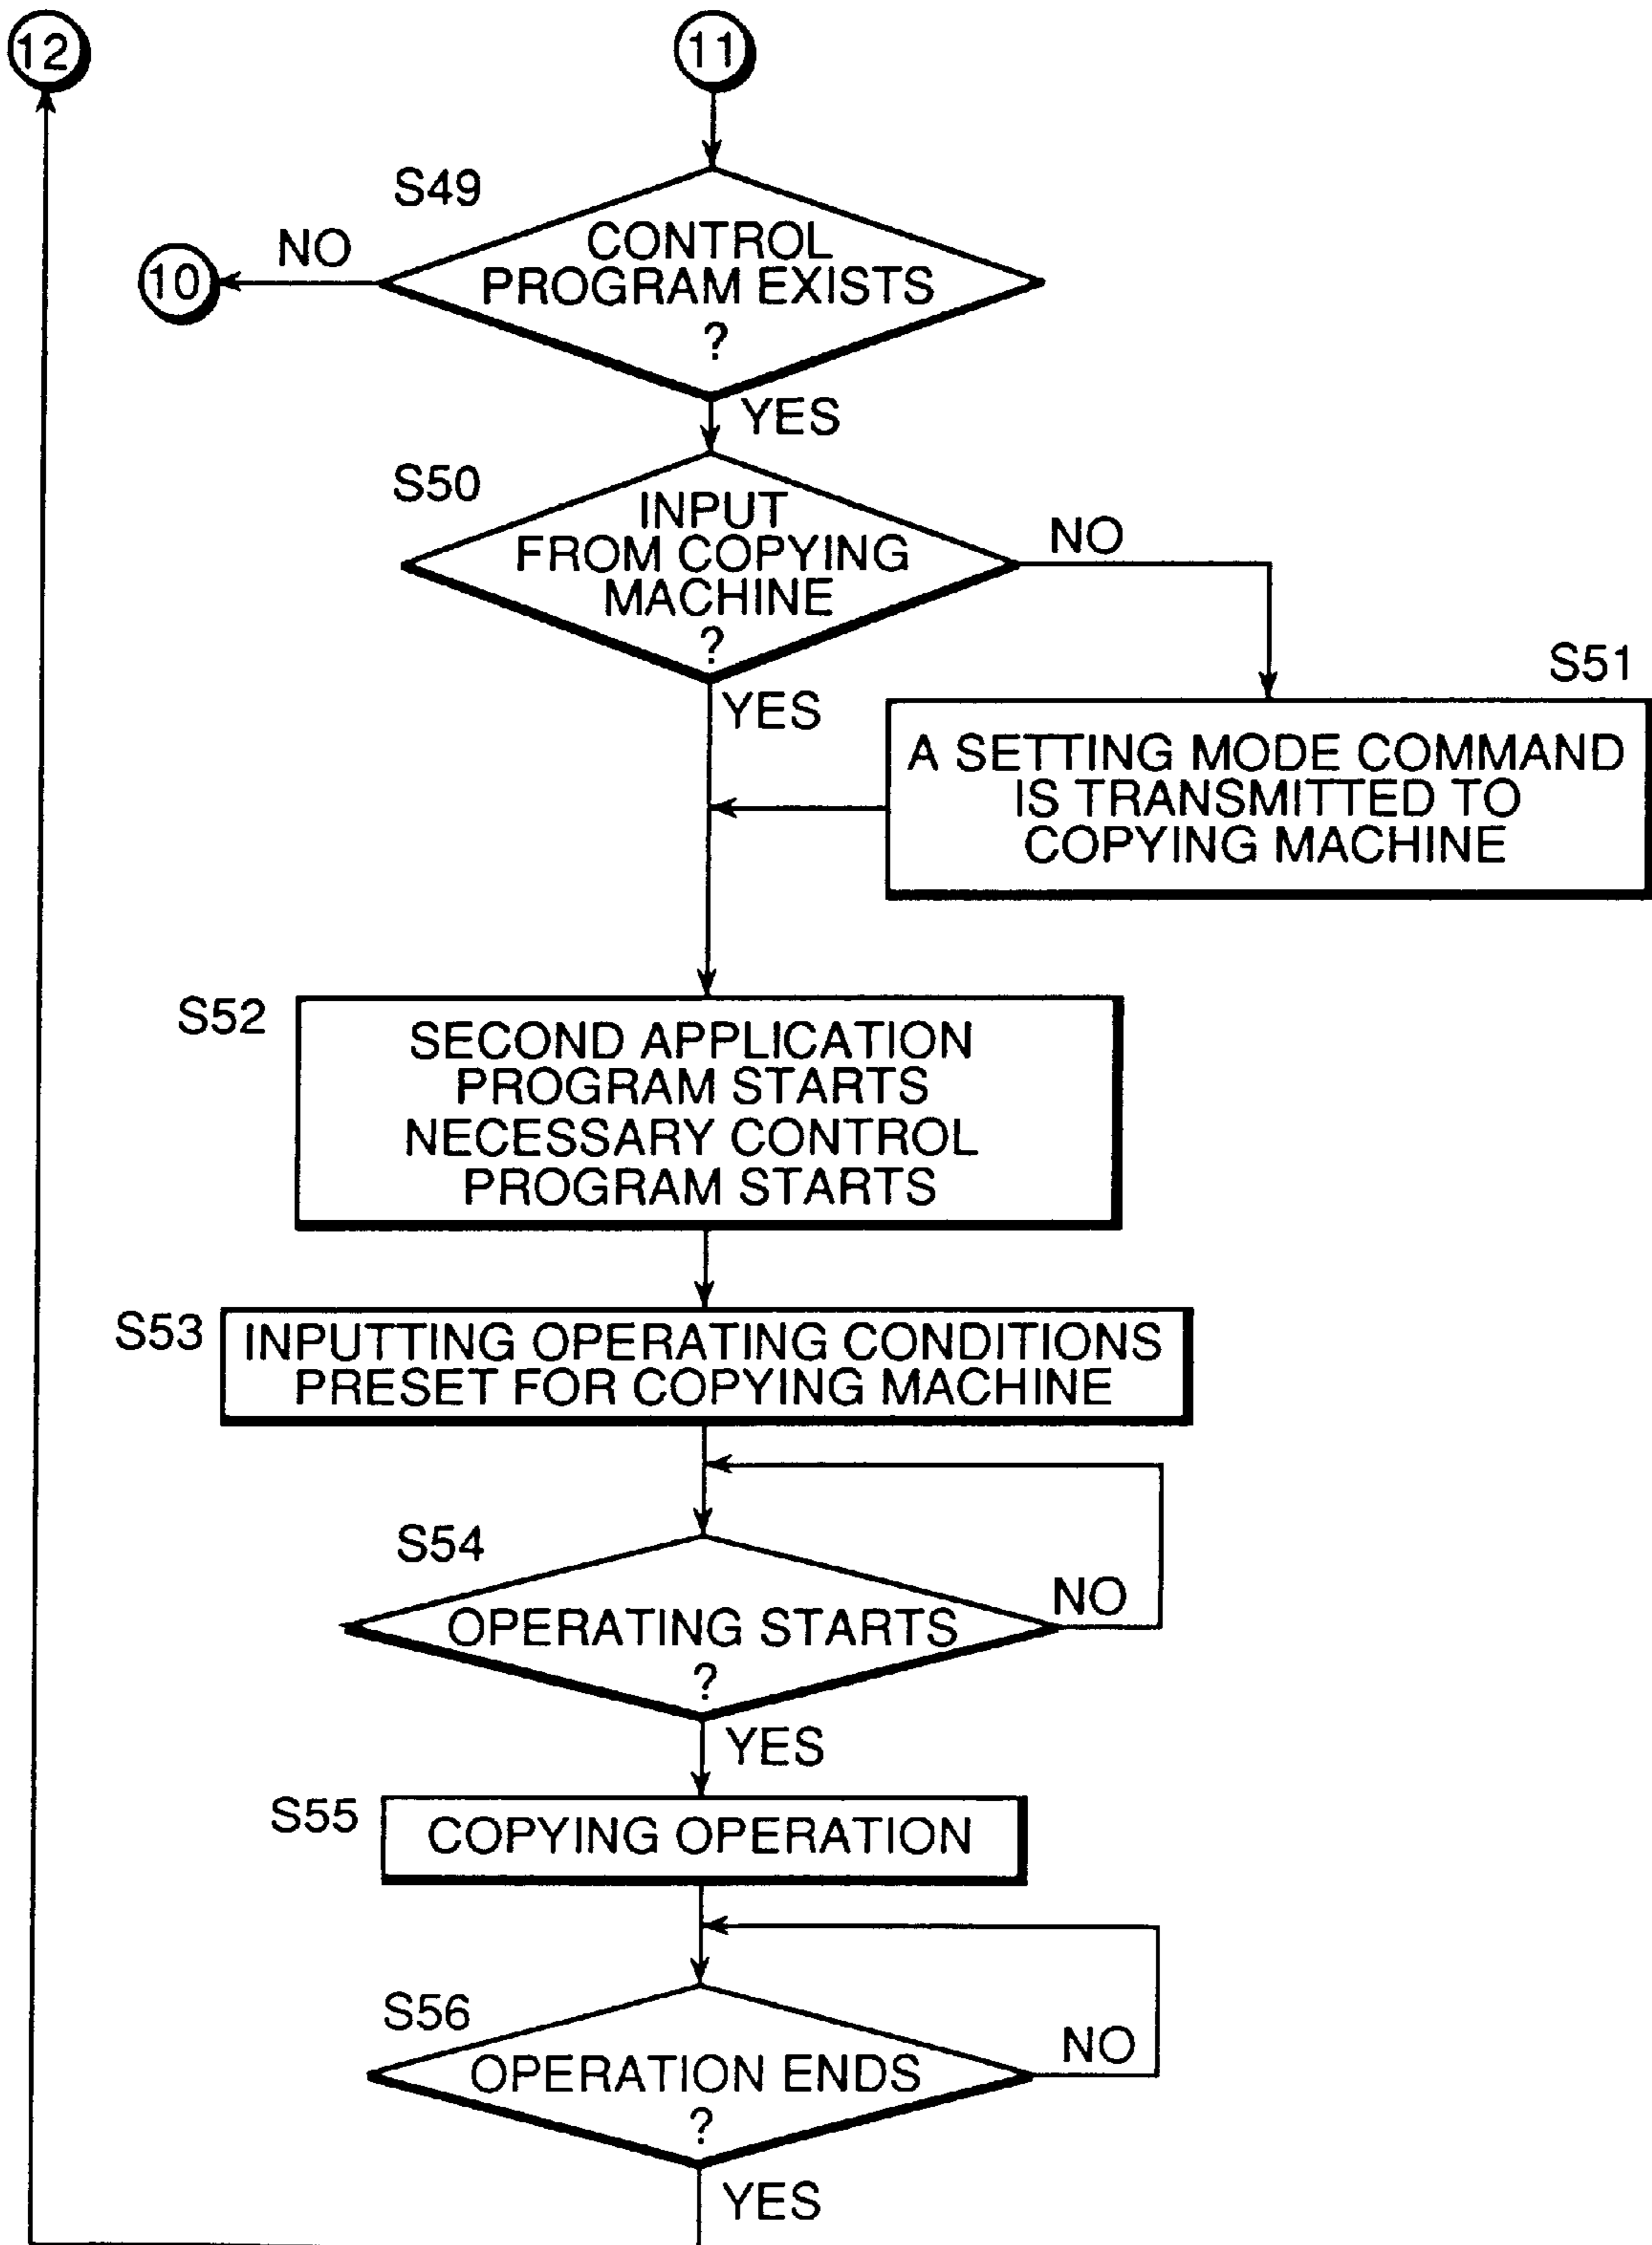 12
11
S49
CONTROL
PROGRAM EXISTS
?
NO
10
YES
S50
INPUT
FROM COPYING
MACHINE
?
NO
YES
S51
A SETTING MODE COMMAND
IS TRANSMITTED TO
COPYING MACHINE
S52
SECOND APPLICATION
PROGRAM STARTS
NECESSARY CONTROL
PROGRAM STARTS
S53
INPUTTING OPERATING CONDITIONS
PRESET FOR COPYING MACHINE
S54
OPERATING STARTS
?
NO
YES
S55
COPYING OPERATION
S56
OPERATION ENDS
?
NO
YES